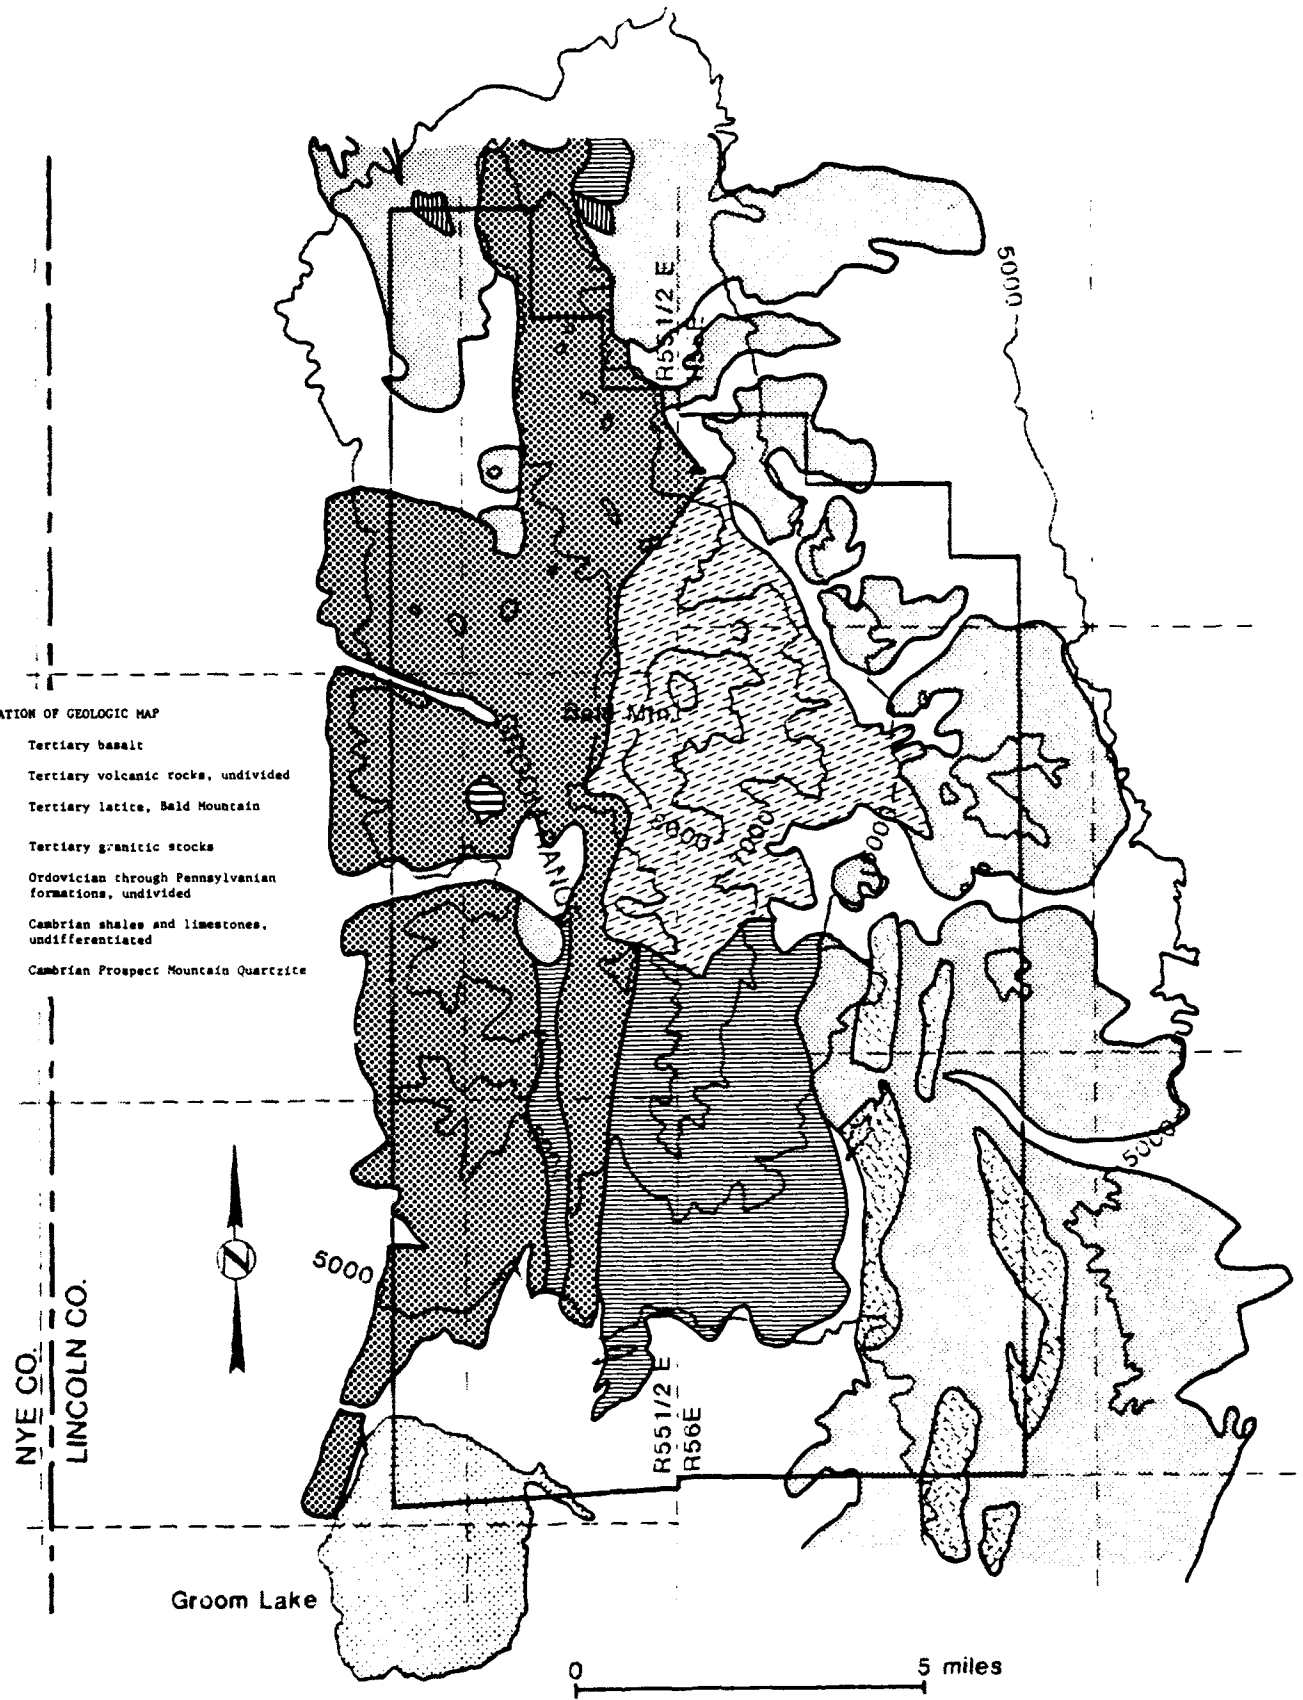 R55 1/2 E
5000
ATION OF GEOLOGIC MAP
Tertiary basalt
Tertiary volcanic rocks, undivided
Tertiary latite, Bald Mountain
Tertiary granitic stocks
Ordovician through Pennsylvanian
formations, undivided
Cambrian shales and limestones,
undifferentiated
Cambrian Prospect Mountain Quartzite
Bald Mtn.
7000
5000
5000
N
NYE CO.
LINCOLN CO.
R55 1/2 E
R56E
Groom Lake
0
5 miles